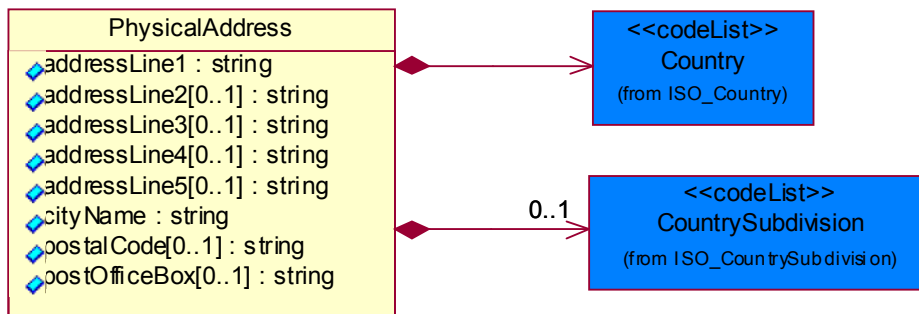 PhysicalAddress
addressLine1 : string
addressLine2[0..1] : string
addressLine3[0..1] : string
addressLine4[0..1] : string
addressLine5[0..1] : string
cityName : string
postalCode[0..1] : string
postOfficeBox[0..1] : string
<<codeList>>
Country
(from ISO_Country)
0..1
<<codeList>>
CountrySubdivision
(from ISO_CountrySubdivision)